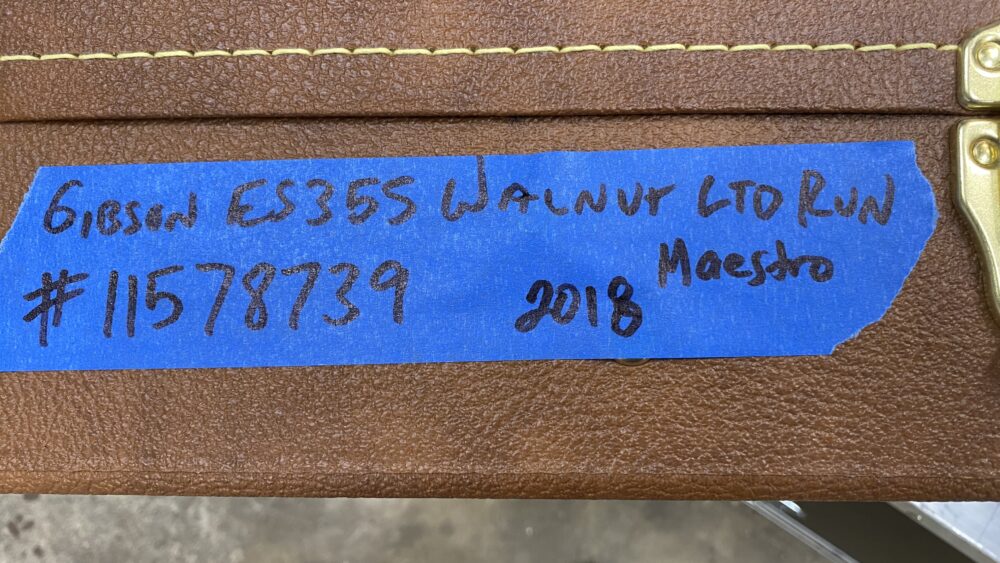 GIBSON ES355 WALNUT LTD RUN
Maestro
#11578739 2018